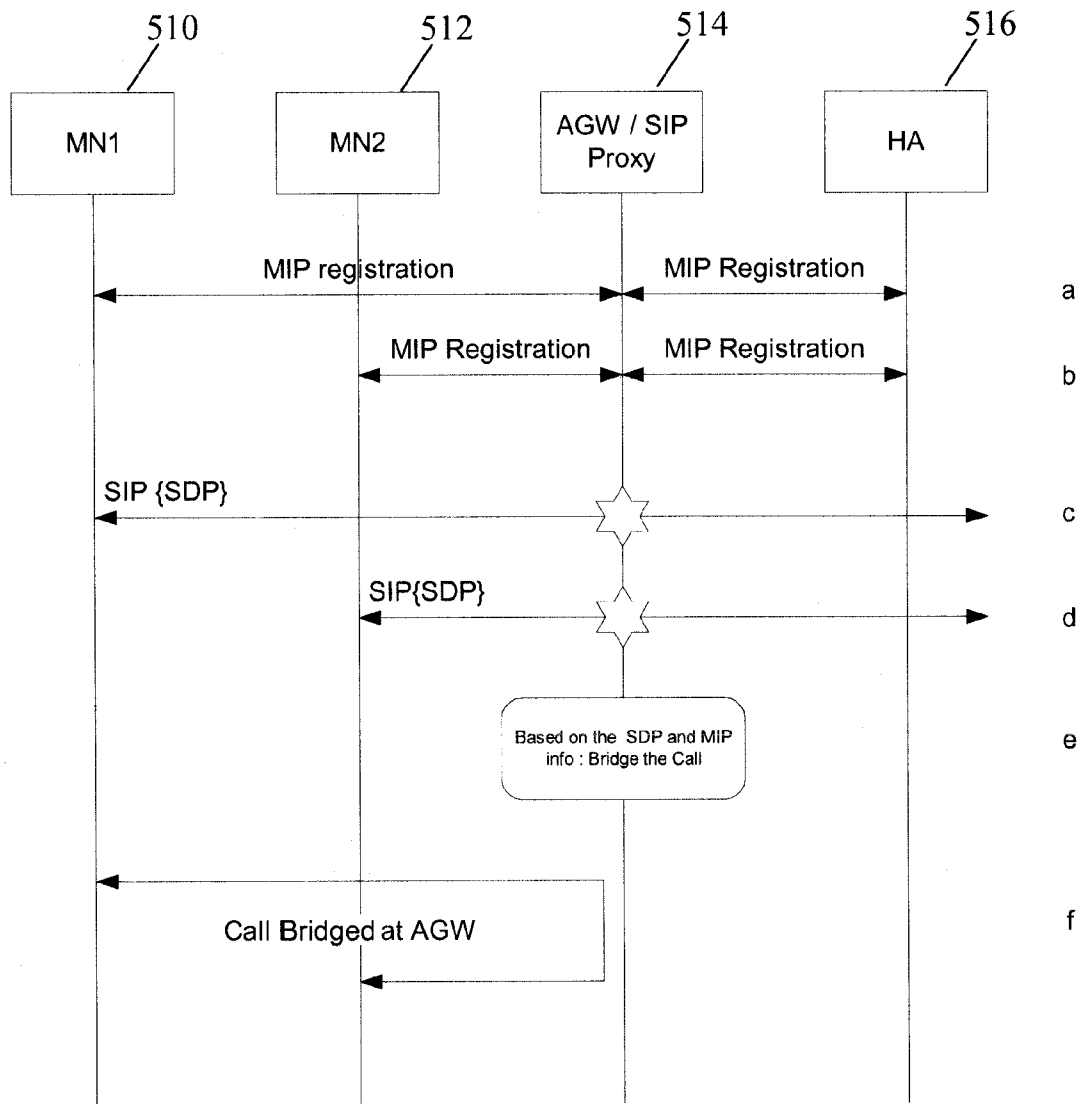 510
512
514
516
MN1
MN2
AGW / SIP
Proxy
HA
MIP registration
MIP Registration
a
MIP Registration
MIP Registration
b
SIP {SDP}
c
SIP{SDP}
d
Based on the SDP and MIP
info : Bridge the Call
e
Call Bridged at AGW
f